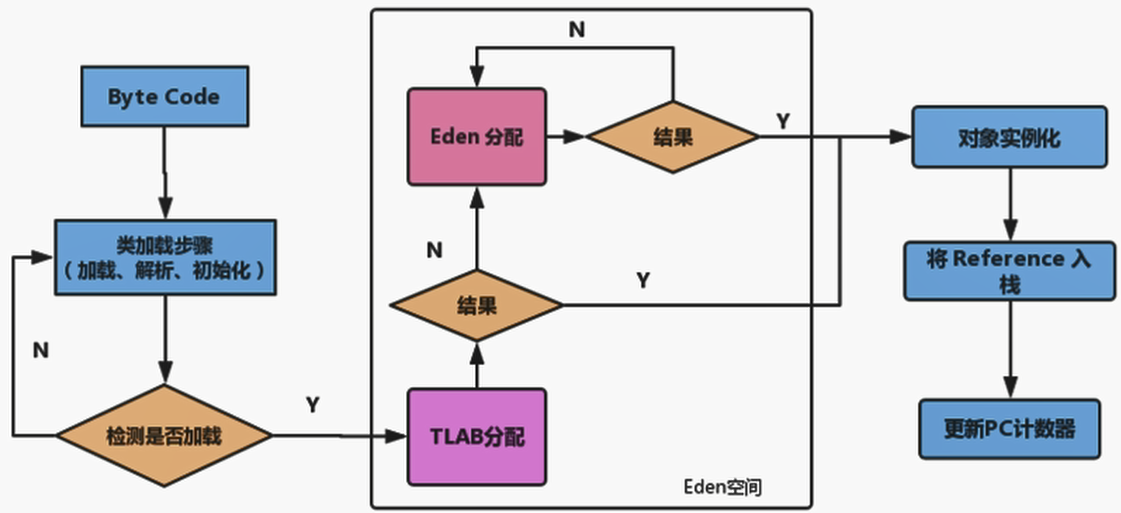 Byte Code
类加载步骤
（加载、解析、初始化）
N
检测是否加载
Y
N
Eden 分配
结果
Y
N
结果
Y
TLAB分配
Eden空间
对象实例化
将 Reference 入
栈
更新PC计数器